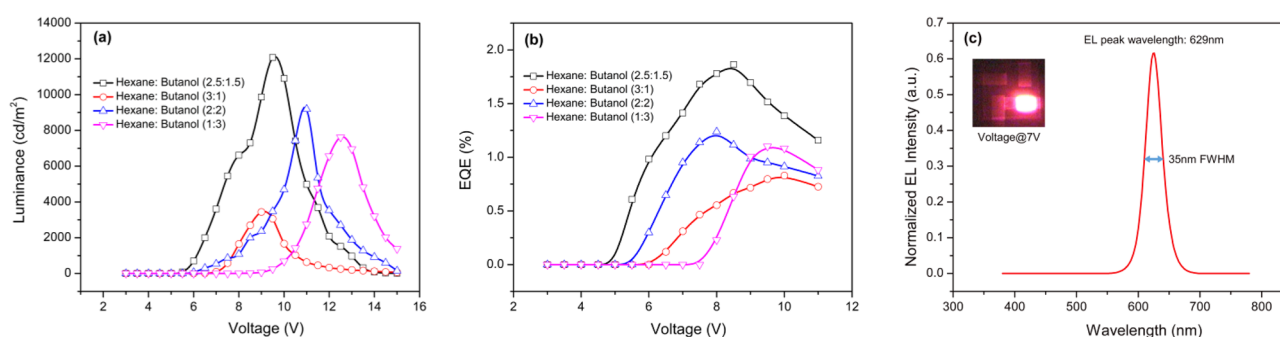 (a)
Hexane: Butanol (2.5:1.5)
Hexane: Butanol (3:1)
Hexane: Butanol (2:2)
Hexane: Butanol (1:3)
Luminance (cd/m²)
14000
12000
10000
8000
6000
4000
2000
0
2 4 6 8 10 12 14 16
Voltage (V)
(b)
Hexane: Butanol (2.5:1.5)
Hexane: Butanol (3:1)
Hexane: Butanol (2:2)
Hexane: Butanol (1:3)
EQE (%)
2.0
1.5
1.0
0.5
0.0
2 4 6 8 10 12
Voltage (V)
(c)
EL peak wavelength: 629nm
Voltage@7V
35nm FWHM
Normalized EL Intensity (a.u.)
0.7
0.6
0.5
0.4
0.3
0.2
0.1
0.0
300 400 500 600 700 800
Wavelength (nm)